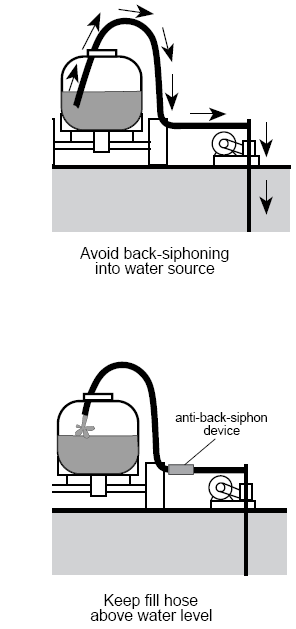 Avoid back-siphoning
into water source
anti-back-siphon
device
Keep fill hose
above water level